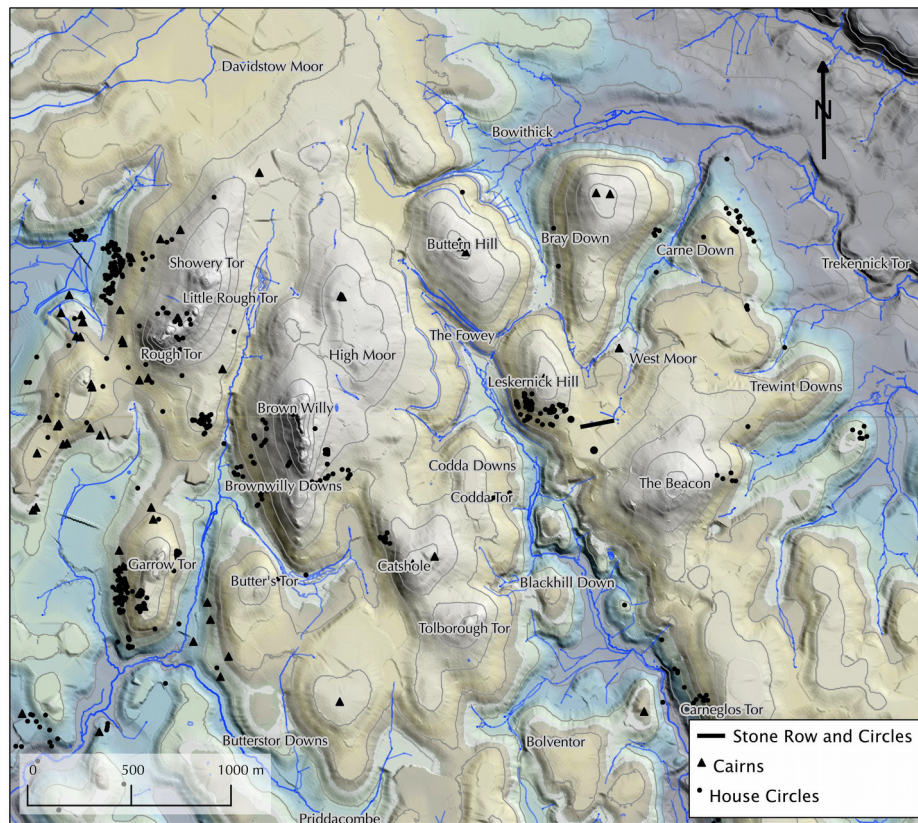 Davidstow Moor
N
Bowithick
Buttern Hill
Bray Down
Carne Down
Trekennick Tor
Showery Tor
Little Rough Tor
Rough Tor
The Fowey
High Moor
West Moor
Leskernick Hill
Trewint Downs
Brown Willy
Codda Downs
Brownwilly Downs
Codda Tor
The Beacon
Garrow Tor
Catshole
Butter's Tor
Blackhill Down
Tolborough Tor
Carneglos Tor
Butterstor Downs
Bolventor
Priddacombe
0 500 1000 m
Stone Row and Circles
Cairns
House Circles